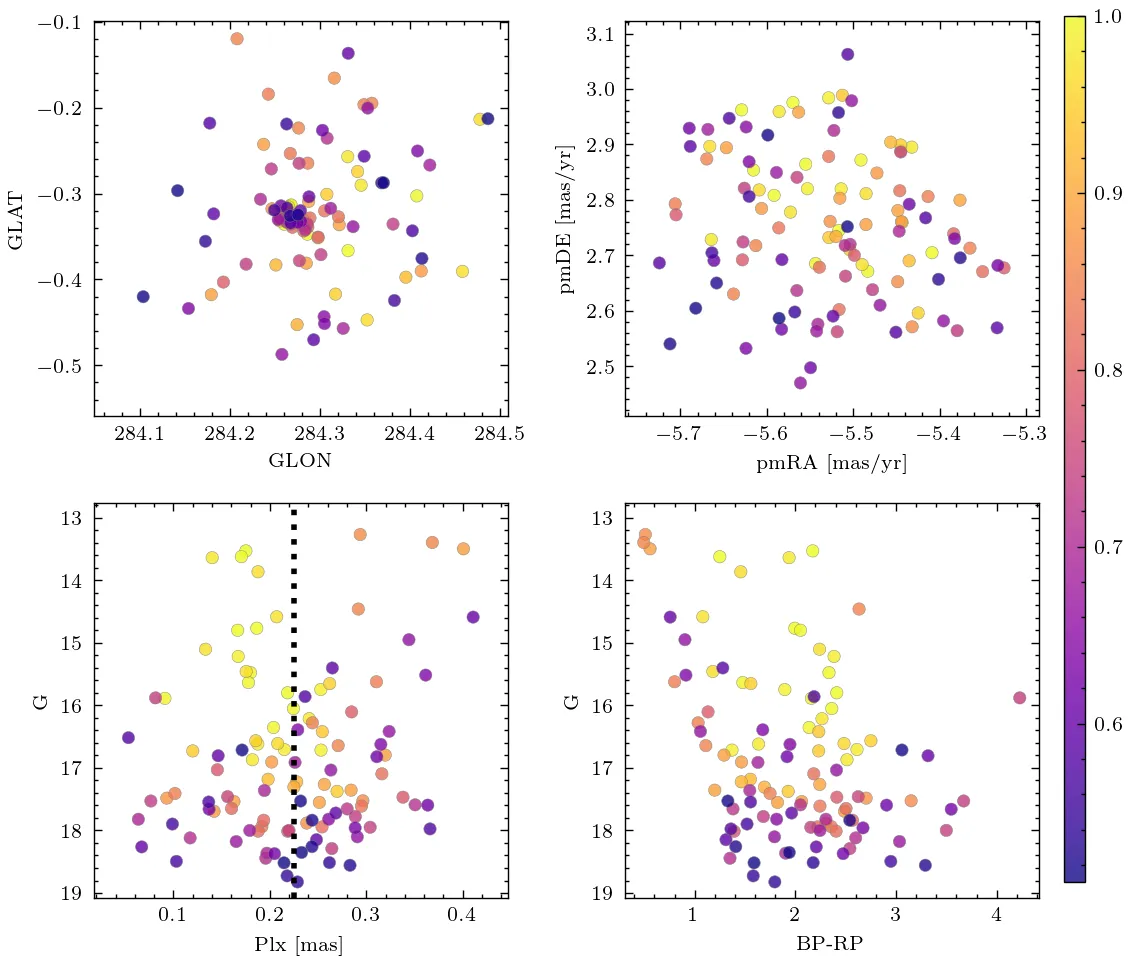 −0.1
−0.2
−0.3
−0.4
−0.5
GLAT
284.1 284.2 284.3 284.4 284.5
GLON
3.1
3.0
2.9
2.8
2.7
2.6
2.5
pmDE [mas/yr]
−5.7 −5.6 −5.5 −5.4 −5.3
pmRA [mas/yr]
13
14
15
16
17
18
19
G
0.1 0.2 0.3 0.4
Plx [mas]
13
14
15
16
17
18
19
G
1 2 3 4
BP-RP
1.0
0.9
0.8
0.7
0.6